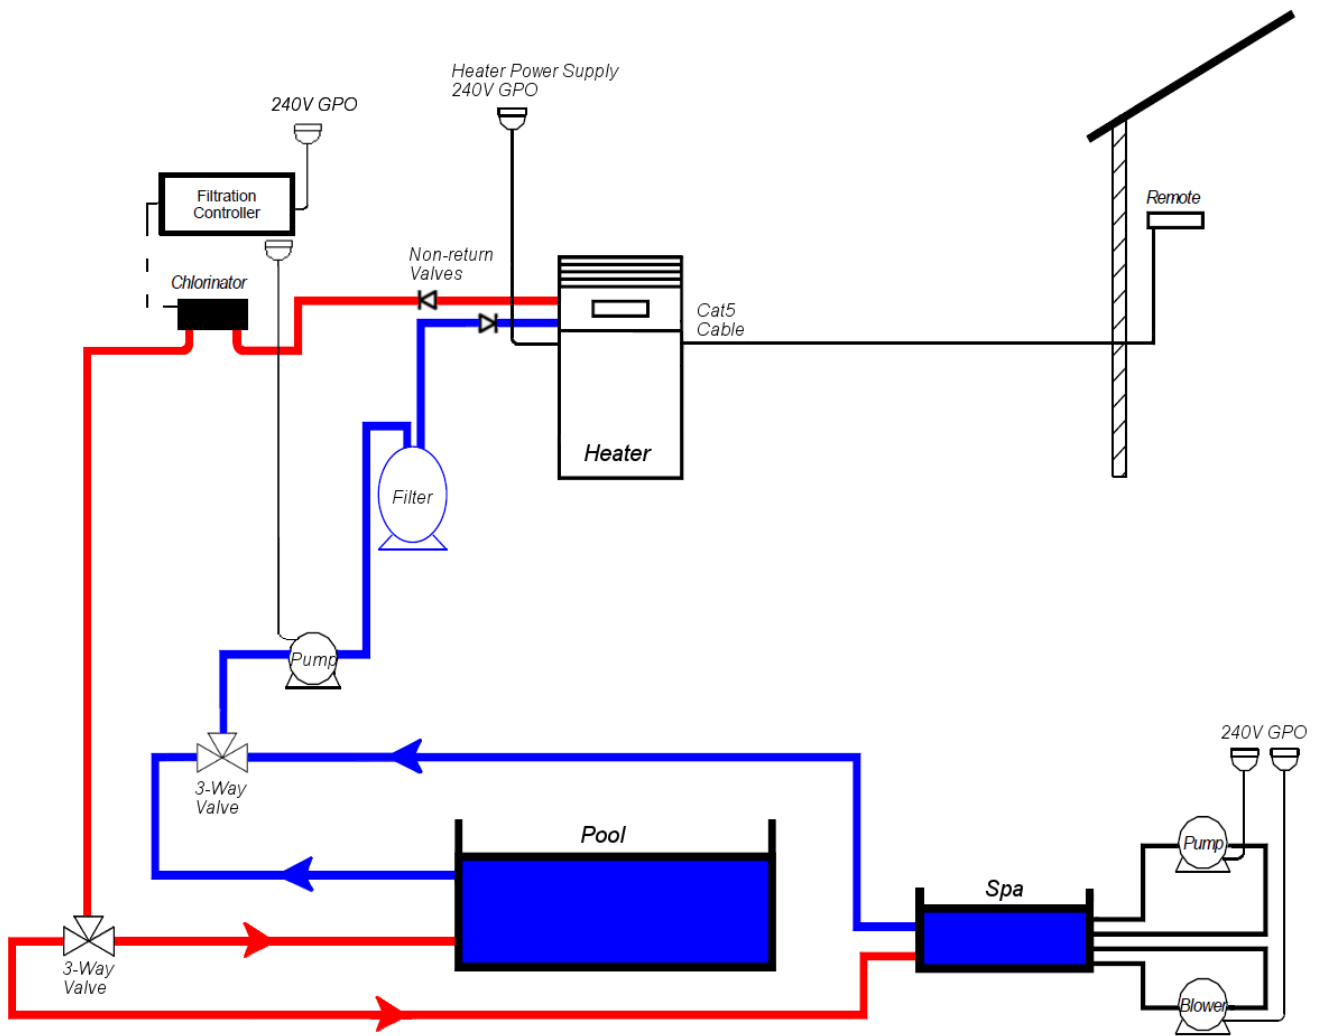 Heater Power Supply
240V GPO
240V GPO
Filtration
Controller
Remote
Non-return
Valves
Chlorinator
Cat5
Cable
Heater
Filter
Pump
240V GPO
3-Way
Valve
Pool
Pump
Spa
3-Way
Valve
Blower